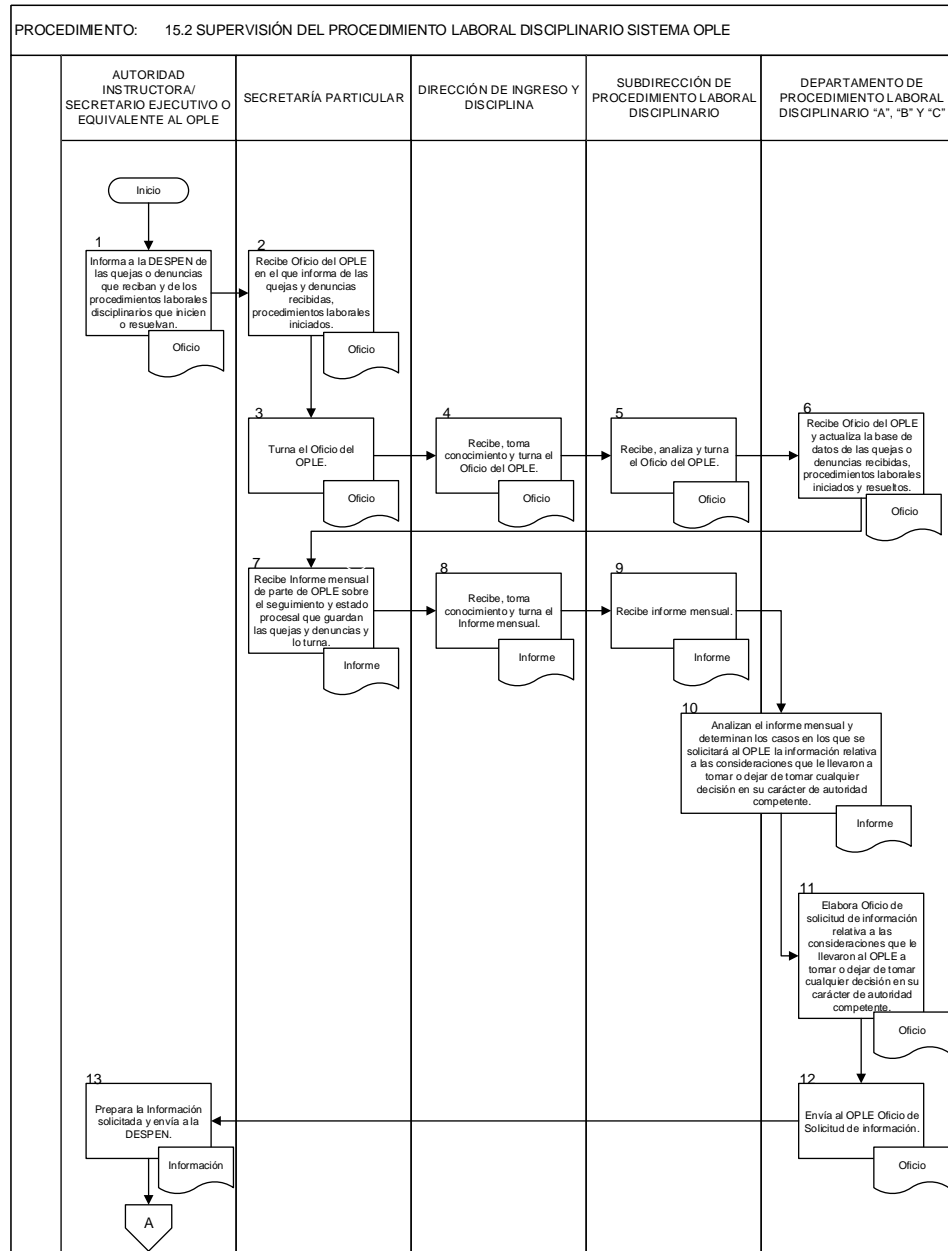 PROCEDIMIENTO: 15.2 SUPERVISIÓN DEL PROCEDIMIENTO LABORAL DISCIPLINARIO SISTEMA OPLE
AUTORIDAD
INSTRUCTORA/
SECRETARIO EJECUTIVO O
EQUIVALENTE AL OPLE
SECRETARÍA PARTICULAR
DIRECCIÓN DE INGRESO Y
DISCIPLINA
SUBDIRECCIÓN DE
PROCEDIMIENTO LABORAL
DISCIPLINARIO
DEPARTAMENTO DE
PROCEDIMIENTO LABORAL
DISCIPLINARIO “A”, “B” Y “C”
Inicio
1
Informa a la DESPEN de
las quejas o denuncias
que reciban y de los
procedimientos laborales
disciplinarios que inicien
o resuelvan.
Oficio
2
Recibe Oficio del OPLE
en el que informa de las
quejas y denuncias
recibidas,
procedimientos laborales
iniciados.
Oficio
3
Turna el Oficio del
OPLE.
Oficio
4
Recibe, toma
conocimiento y turna el
Oficio del OPLE.
Oficio
5
Recibe, analiza y turna
el Oficio del OPLE.
Oficio
6
Recibe Oficio del OPLE
y actualiza la base de
datos de las quejas o
denuncias recibidas,
procedimientos laborales
iniciados y resueltos.
Oficio
7
Recibe Informe mensual
de parte de OPLE sobre
el seguimiento y estado
procesal que guardan
las quejas y denuncias y
lo turna.
Informe
8
Recibe, toma
conocimiento y turna el
Informe mensual.
Informe
9
Recibe informe mensual.
Informe
10
Analizan el informe mensual y
determinan los casos en los que se
solicitará al OPLE la información relativa
a las consideraciones que le llevaron a
tomar o dejar de tomar cualquier
decisión en su carácter de autoridad
competente.
Informe
11
Elabora Oficio de
solicitud de información
relativa a las
consideraciones que le
llevaron al OPLE a
tomar o dejar de tomar
cualquier decisión en su
carácter de autoridad
competente.
Oficio
12
Envía al OPLE Oficio de
Solicitud de información.
Oficio
13
Prepara la Información
solicitada y envía a la
DESPEN.
Información
A